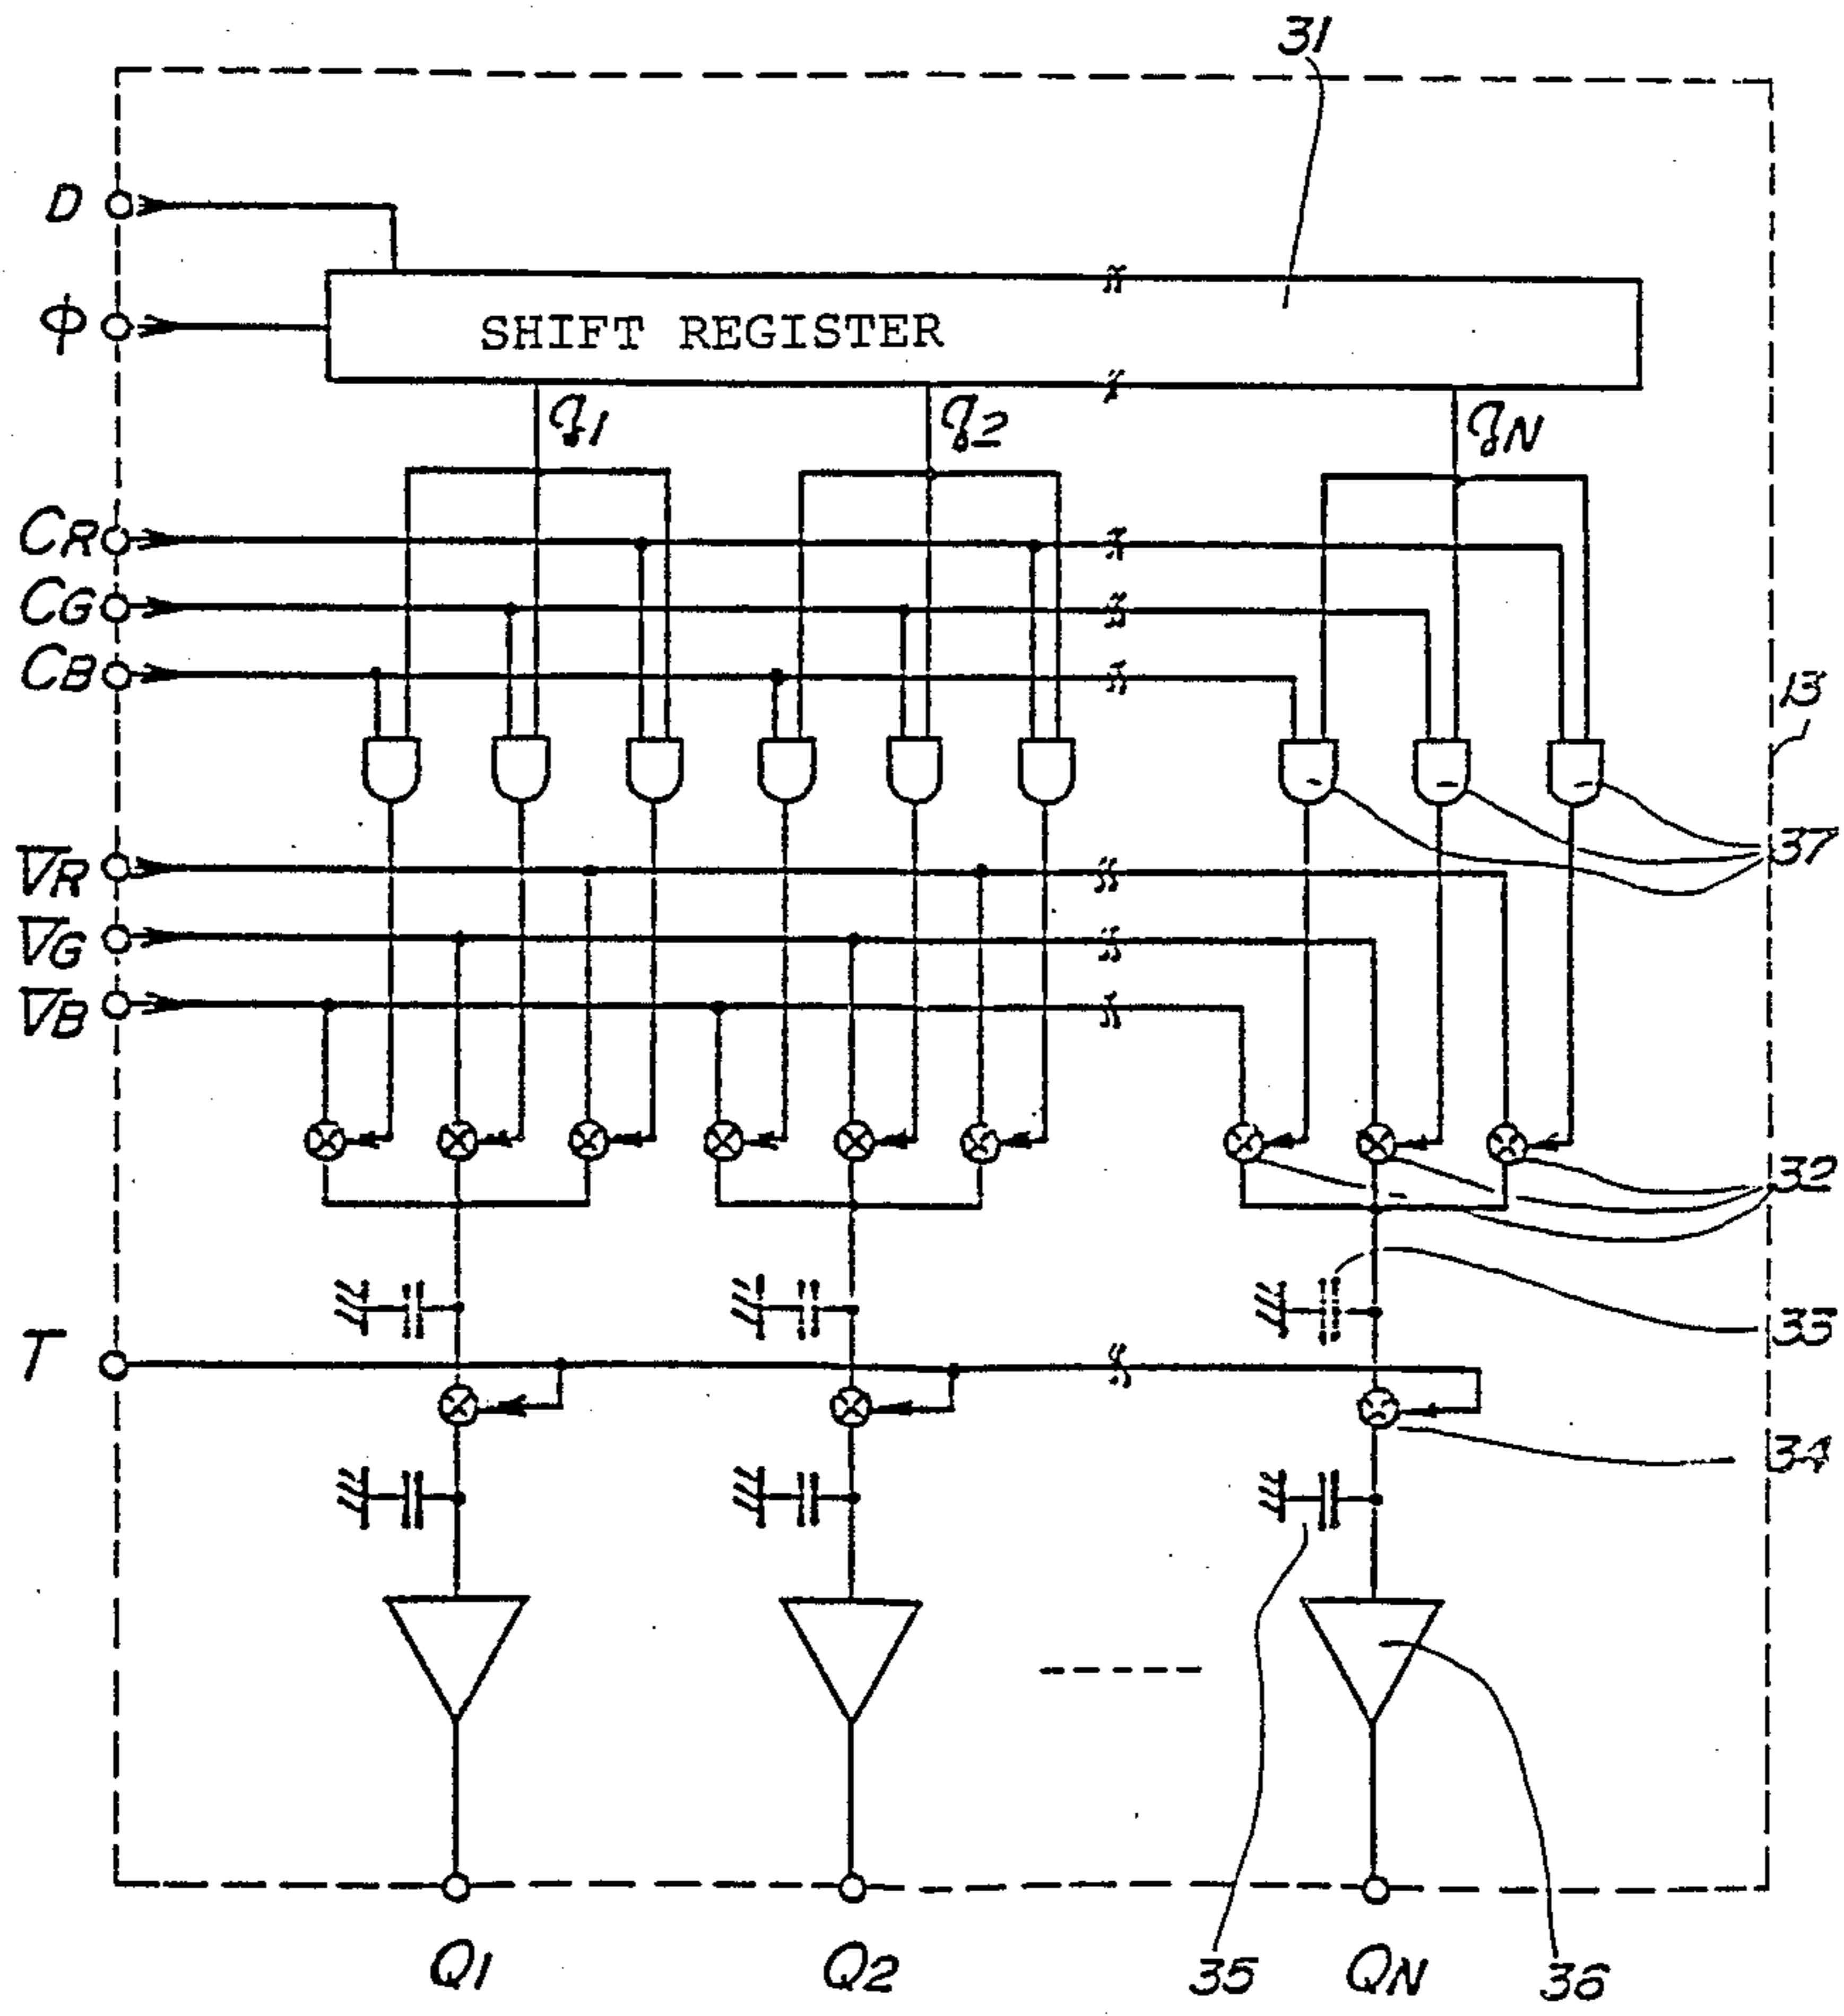 31
D
Φ
SHIFT REGISTER
q1
q2
qN
CR
CG
CB
13
37
VR
VG
VB
32
33
T
34
Q1
Q2
35
QN
36